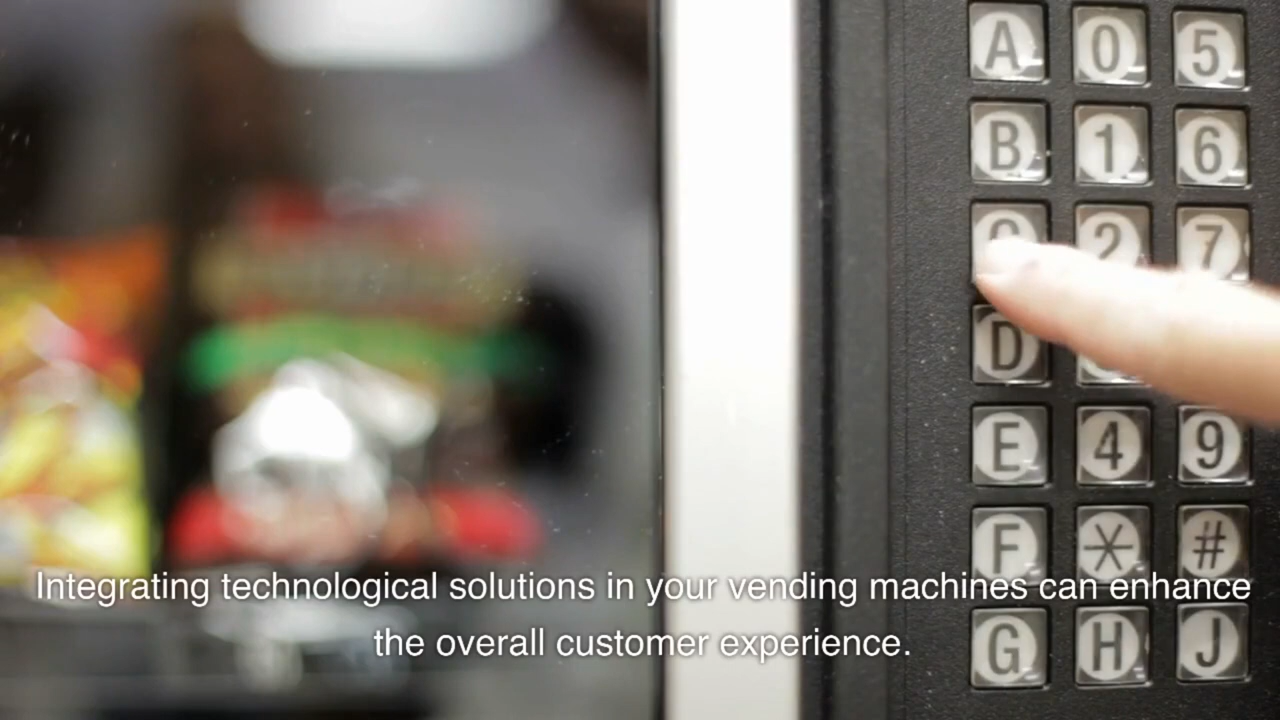 A 0 5
B 1 6
C 2 7
D
E 4 9
F * #
G H J
Integrating technological solutions in your vending machines can enhance
the overall customer experience.